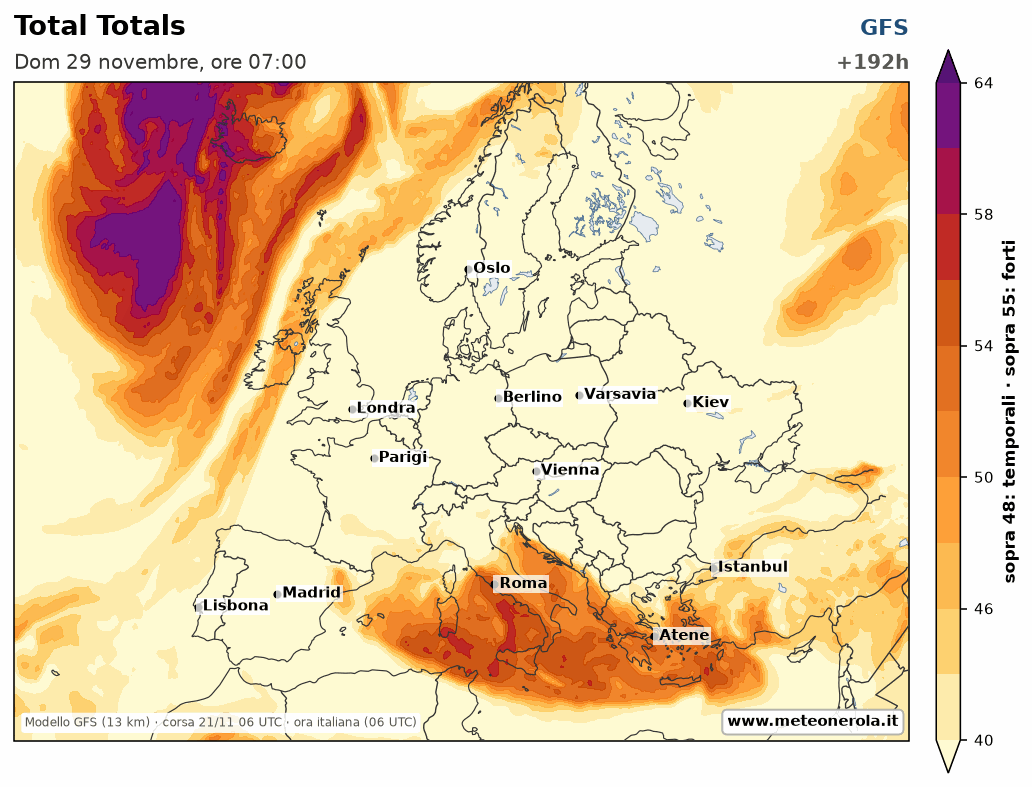 Total Totals
GFS
Dom 29 novembre, ore 07:00
+192h
64
58
54
50
46
40
sopra 48: temporali · sopra 55: forti
Oslo
Berlino
Varsavia
Kiev
Londra
Parigi
Vienna
Istanbul
Roma
Madrid
Lisbona
Atene
Modello GFS (13 km) · corsa 21/11 06 UTC · ora italiana (06 UTC)
www.meteonerola.it